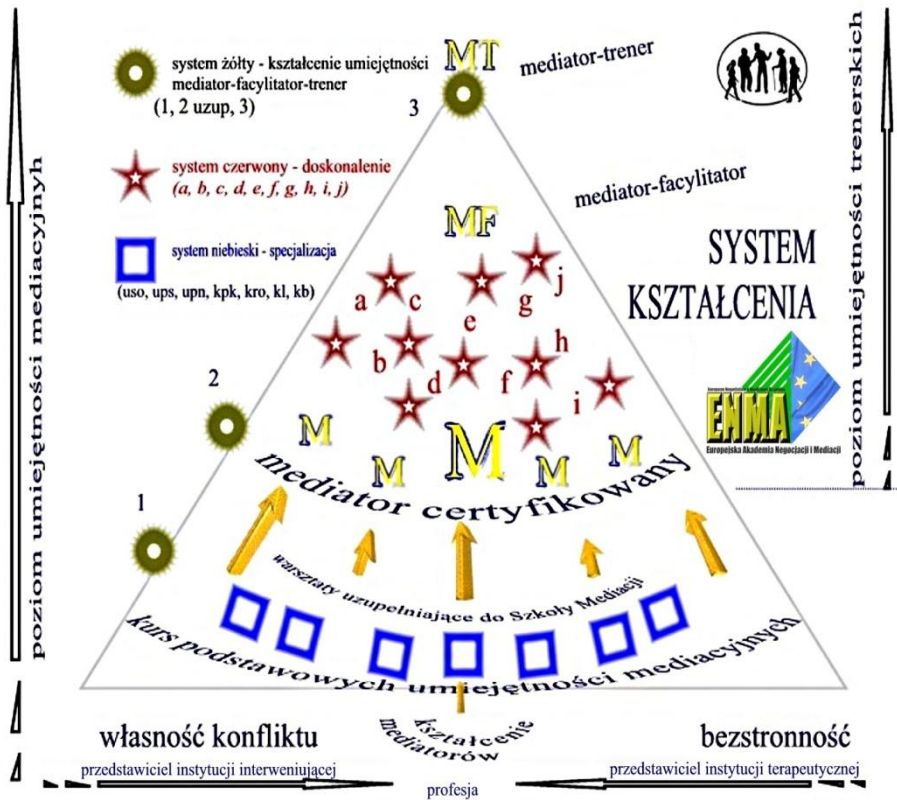 system żółty - kształcenie umiejętności
mediator-facylitator-trener
(1, 2 uzup, 3)
system czerwony - doskonalenie
(a, b, c, d, e, f, g, h, i, j)
system niebieski - specjalizacja
(uso, ups, upn, kpk, kro, kl, kb)
poziom umiejętności mediacyjnyh
MT
mediator-trener
3
mediator-facylitator
MF
SYSTEM
KSZTAŁCENIA
poziom umiejętności trenerskich
ENMA
Europejska Akademia Negocjacji i Mediacji
a
c
e
g
j
b
d
f
h
i
2
M
M
M
M
M
mediator certyfikowany
1
warsztaty uzupełniające do Szkoły Mediacji
kurs podstawowych umiejętności mediacyjnych
kształcenie
mediatorów
własność konfliktu
bezstronność
przedstawiciel instytucji interweniującej
przedstawiciel instytucji terapeutycznej
profesja